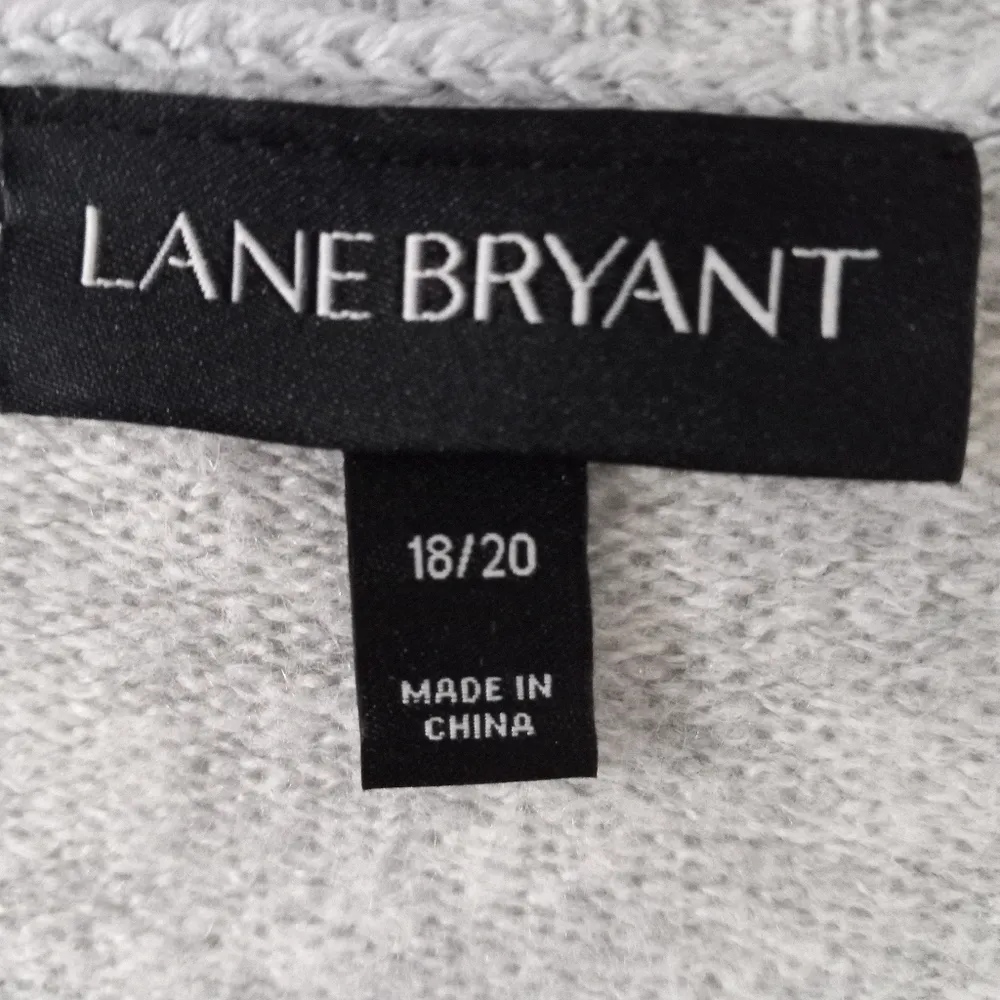 LANE BRYANT
18/20
MADE IN
CHINA